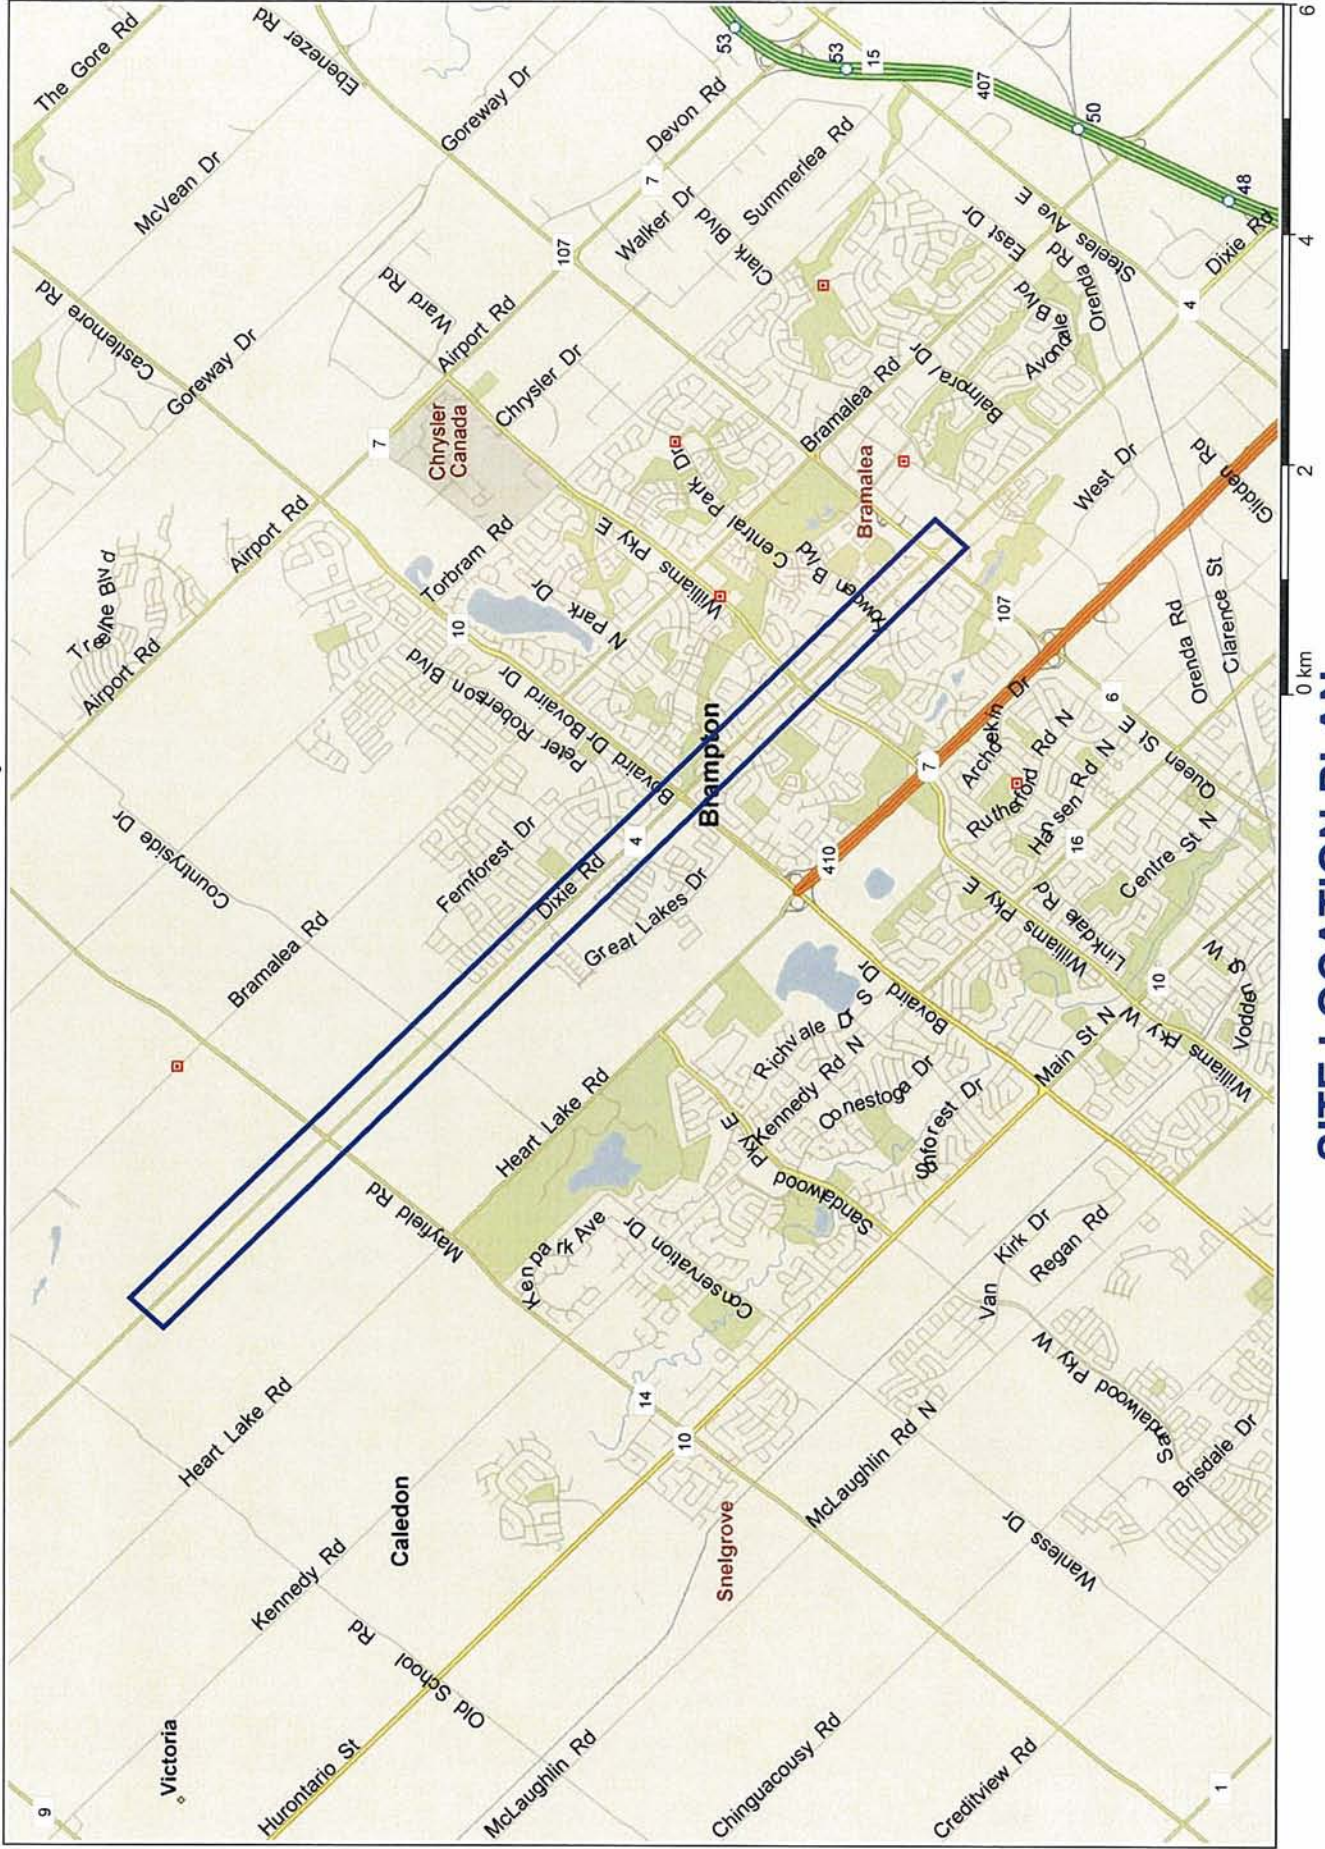 The Gore Rd
Ebenezer Rd
McVean Dr
Goreway Dr
Castlemore Rd
Goreway Dr
Devon Rd
7
Walker Dr
Clark Blvd
Summerlea Rd
53
53
15
407
50
48
107
Ward Rd
Airport Rd
Chrysler Dr
Chrysler
Canada
7
Airport Rd
Treeline Blvd
Airport Rd
Torbram Rd
10
N Park Dr
Williams Pky E
Central Park Dr
Howden Blvd
Bramalea
Bramalea Rd
Balmoral Dr
Avondale Blvd
East Dr
Orenda Rd
Orenda
Steeles Ave E
Dixie Rd
4
West Dr
Glidden Rd
Clarence St
Orenda Rd
107
6
Queen St E
Peter Robertson Blvd
Bovaird Dr
Bovaird Dr
Brampton
4
Dixie Rd
Fernforest Dr
Great Lakes Dr
Countryside Dr
Bramalea Rd
7
410
Archdekin Dr
Rutherford Rd N
Hansen Rd N
16
Centre St N
Linkdale Rd
Williams Pky E
10
Vodden St W
Williams Pky W
Main St N
Bovaird Dr
Richvale Dr S
Kennedy Rd N
Conestoga Dr
Sandalwood Pky E
Heart Lake Rd
Mayfield Rd
Mayfield
Kenpark Ave
Conservation Dr
14
10
Van Kirk Dr
Regan Rd
Sandalwood Pky W
Brisdale Dr
Wanless Dr
McLaughlin Rd N
Snelgrove
Caledon
Heart Lake Rd
Kennedy Rd
Old School Rd
Victoria
Hurontario St
McLaughlin Rd
Chinguacousy Rd
Creditview Rd
9
1
0 km
2
4
6